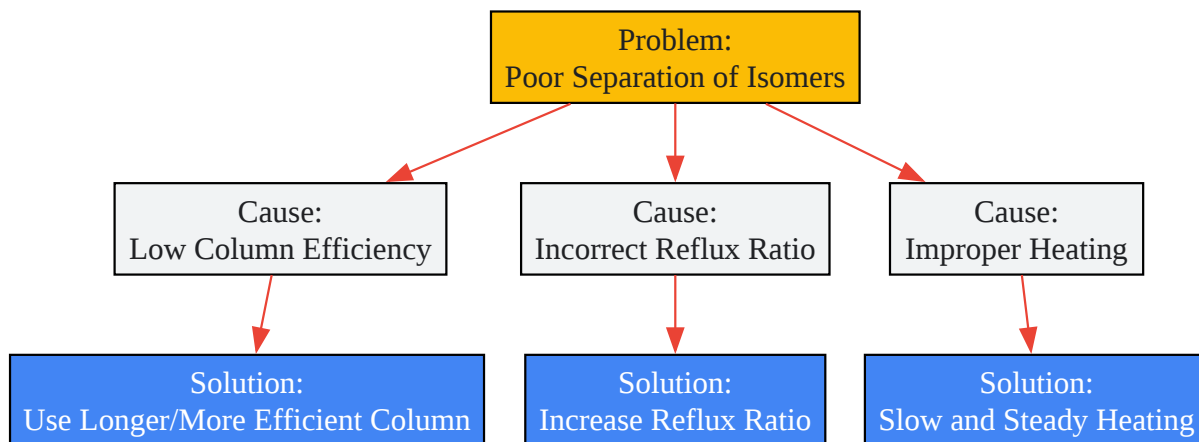 Problem:
Poor Separation of Isomers
Cause:
Low Column Efficiency
Cause:
Incorrect Reflux Ratio
Cause:
Improper Heating
Solution:
Use Longer/More Efficient Column
Solution:
Increase Reflux Ratio
Solution:
Slow and Steady Heating